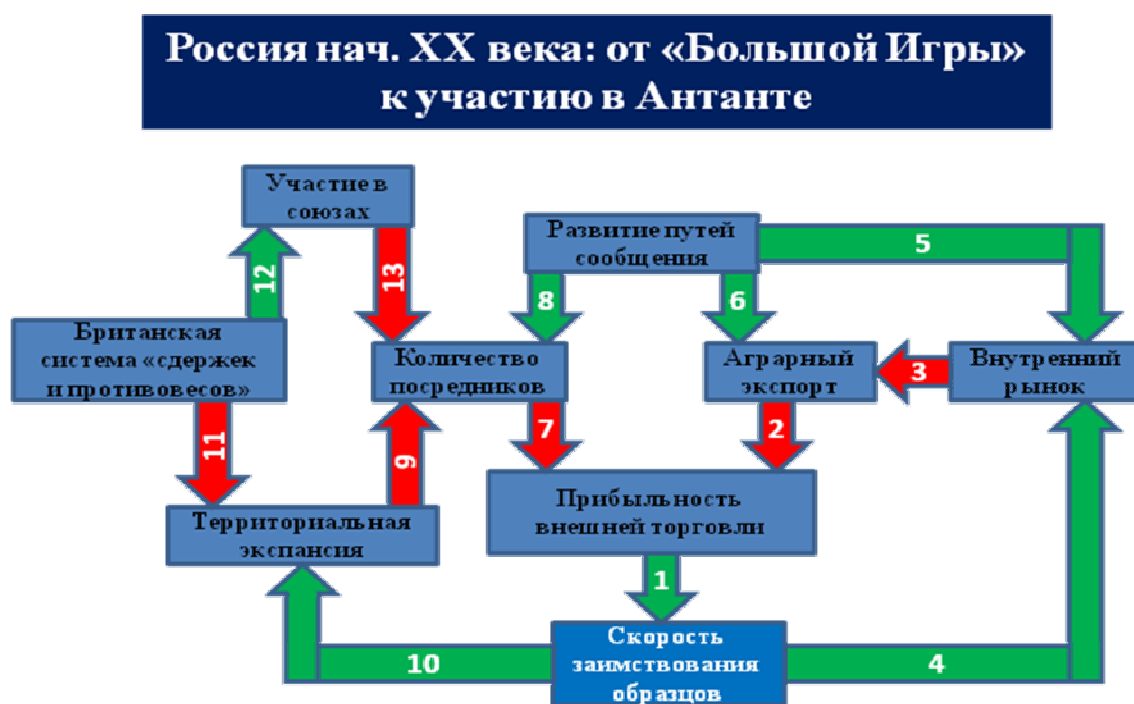 Россия нач. XX века: от «Большой Игры»
к участию в Антанте
Участие в
союзах
Развитие путей
сообщения
5
12
13
8
6
Британская
система «сдержек
и противовесов»
Количество
посредников
Аграрный
экспорт
3
Внутренний
рынок
11
9
7
2
Территориальная
экспансия
Прибыльность
внешней торговли
1
Скорость
заимствования
образцов
10
4